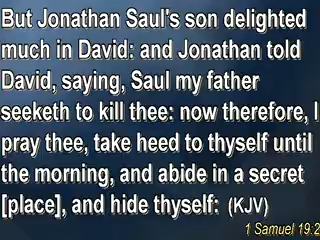 But Jonathan Saul's son delighted
much in David: and Jonathan told
David, saying, Saul my father
seeketh to kill thee: now therefore, I
pray thee, take heed to thyself until
the morning, and abide in a secret
[place], and hide thyself: (KJV)
1 Samuel 19:2